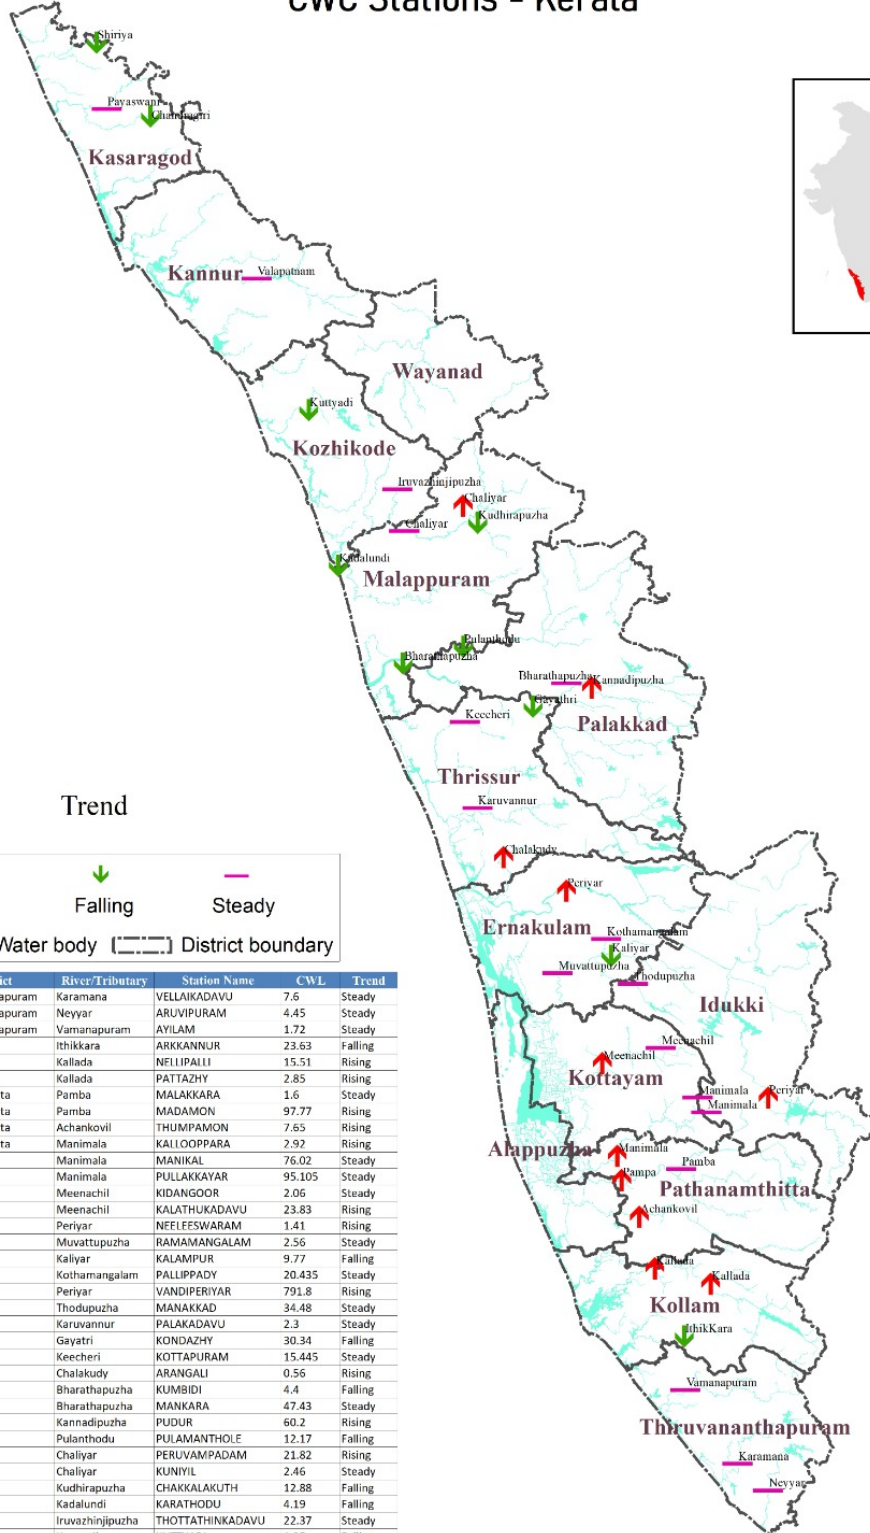 CWC Stations - Kerala
Shiriya
Payaswani
Chandragiri
Kasaragod
Kannur
Valapatnam
Wayanad
Kuttyadi
Kozhikode
Iruvazhinjipuzha
Chaliyar
Kudhirapuzha
Chaliyar
Kadalundi
Malappuram
Pulanthodu
Bharathapuzha
Bharathapuzha
Kannadipuzha
Gayathri
Keecheri
Palakkad
Thrissur
Karuvannur
Chalakudy
Periyar
Ernakulam
Kothamangalam
Kaliyar
Muvattupuzha
Thodupuzha
Idukki
Meenachil
Meenachil
Kottayam
Manimala
Periyar
Manimala
Alappuzha
Manimala
Pamba
Pampa
Pathanamthitta
Achankovil
Kallada
Kallada
Kollam
IthikKara
Vamanapuram
Thiruvananthapuram
Karamana
Neyyar
Trend
Falling Steady
Water body District boundary
ict River/Tributary Station Name CWL Trend
apuram Karamana VELLAIKADAVU 7.6 Steady
apuram Neyyar ARUVIPURAM 4.45 Steady
apuram Vamanapuram AYILAM 1.72 Steady
Ithikkara ARKKANNUR 23.63 Falling
Kallada NELLIPALLI 15.51 Rising
Kallada PATTAZHY 2.85 Rising
ta Pamba MALAKKARA 1.6 Steady
ta Pamba MADAMON 97.77 Rising
ta Achankovil THUMPAMON 7.65 Rising
ta Manimala KALLOOPPARA 2.92 Rising
Manimala MANIKAL 76.02 Steady
Manimala PULLAKKAYAR 95.105 Steady
Meenachil KIDANGOOR 2.06 Steady
Meenachil KALATHUKADAVU 23.83 Rising
Periyar NEELEESWARAM 1.41 Rising
Muvattupuzha RAMAMANGALAM 2.56 Steady
Kaliyar KALAMPUR 9.77 Falling
Kothamangalam PALLIPPADY 20.435 Steady
Periyar VANDIPERIYAR 791.8 Rising
Thodupuzha MANAKKAD 34.48 Steady
Karuvannur PALAKADAVU 2.3 Steady
Gayatri KONDAZHY 30.34 Falling
Keecheri KOTTAPURAM 15.445 Steady
Chalakudy ARANGALI 0.56 Rising
Bharathapuzha KUMBIDI 4.4 Falling
Bharathapuzha MANKARA 47.43 Steady
Kannadipuzha PUDUR 60.2 Rising
Pulanthodu PULAMANTHOLE 12.17 Falling
Chaliyar PERUVAMPADAM 21.82 Rising
Chaliyar KUNIYIL 2.46 Steady
Kudhirapuzha CHAKKALAKUTH 12.88 Falling
Kadalundi KARATHODU 4.19 Falling
Iruvazhinjipuzha THOTTATHINKADAVU 22.37 Steady